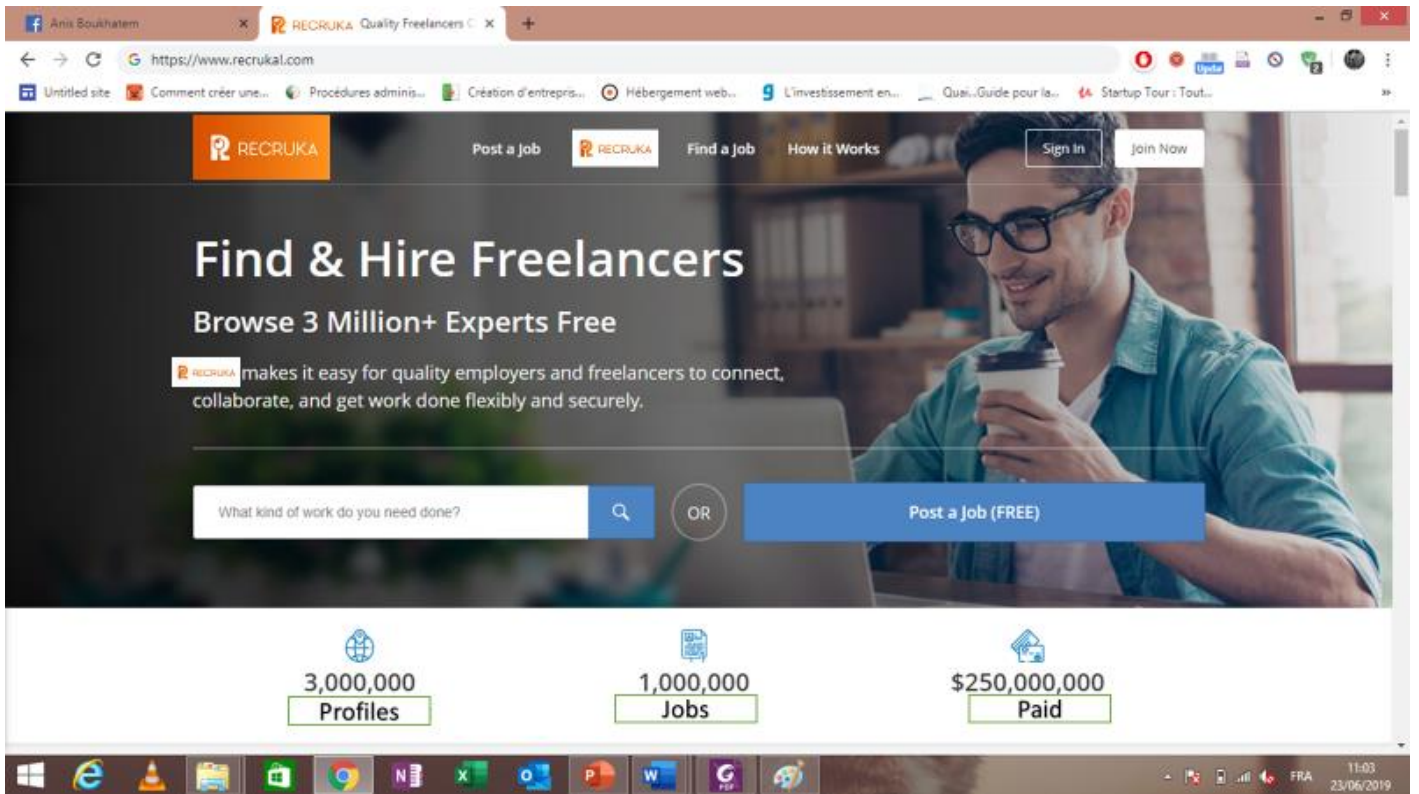 Anis Boukhatem
RECRUKA Quality Freelancers C
https://www.recrukal.com
Untitled site Comment créer une... Procédures adminis... Création d'entrepris... Hébergement web... L'investissement en... Quai..Guide pour la... Startup Tour : Tout...
RECRUKA
Post a Job
RECRUKA
Find a Job
How it Works
Sign In
Join Now
Find & Hire Freelancers
Browse 3 Million+ Experts Free
RECRUKA makes it easy for quality employers and freelancers to connect,
collaborate, and get work done flexibly and securely.
What kind of work do you need done?
OR
Post a Job (FREE)
3,000,000
Profiles
1,000,000
Jobs
$250,000,000
Paid
FRA
11:03
23/06/2019